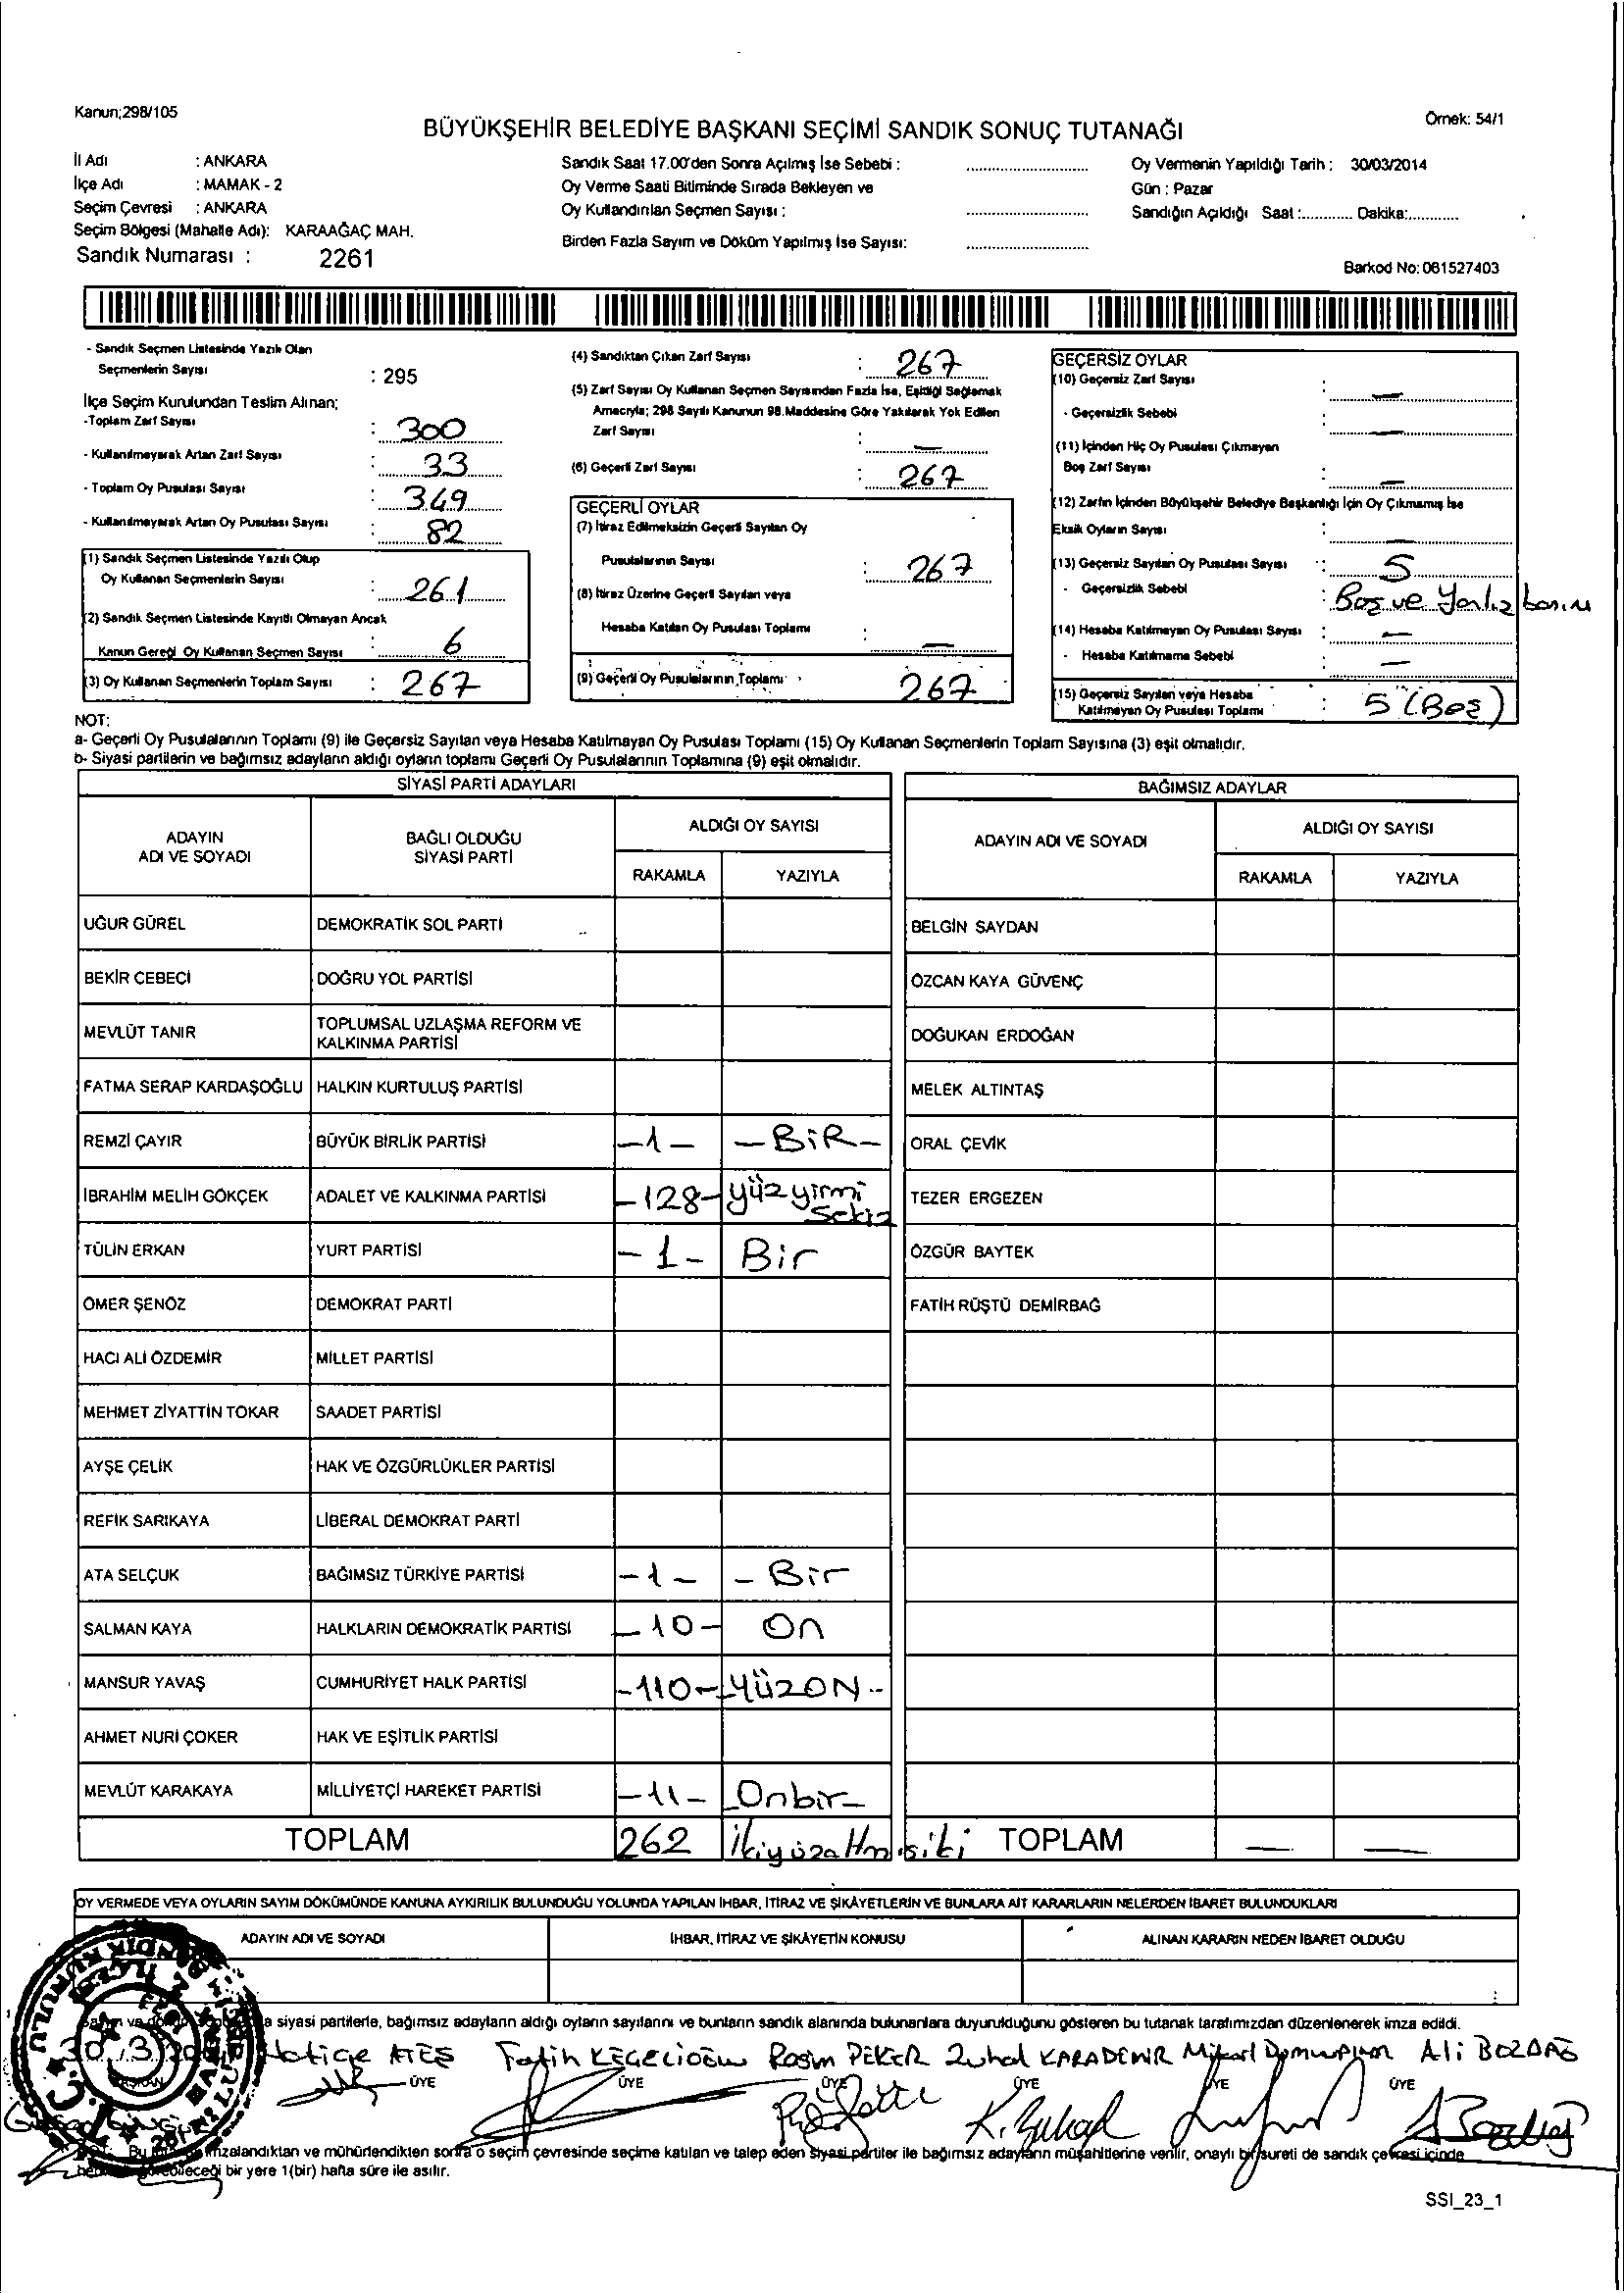 Kanun;298/105
Örnek: 54/1
BÜYÜKŞEHİR BELEDİYE BAŞKANI SEÇİMİ SANDIK SONUÇ TUTANAĞI
İl Adı : ANKARA
İlçe Adı : MAMAK - 2
Seçim Çevresi : ANKARA
Seçim Bölgesi (Mahalle Adı): KARAAĞAÇ MAH.
Sandık Numarası : 2261
Sandık Saat 17.00'den Sonra Açılmış İse Sebebi :
Oy Verme Saati Bitiminde Sırada Bekleyen ve
Oy Kullandırılan Seçmen Sayısı :
Birden Fazla Sayım ve Döküm Yapılmış İse Sayısı:
Oy Vermenin Yapıldığı Tarih : 30/03/2014
Gün : Pazar
Sandığın Açıldığı Saat :............ Dakika:............
Barkod No: 061527403
- Sandık Seçmen Listesinde Yazılı Olan
Seçmenlerin Sayısı : 295
İlçe Seçim Kurulundan Teslim Alınan;
-Toplam Zarf Sayısı : 300
- Kullanılmayarak Artan Zarf Sayısı : 33
- Toplam Oy Pusulası Sayısı : 349
- Kullanılmayarak Artan Oy Pusulası Sayısı : 82
(1) Sandık Seçmen Listesinde Yazılı Olup
Oy Kullanan Seçmenlerin Sayısı : 261
(2) Sandık Seçmen Listesinde Kayıtlı Olmayan Ancak
Kanun Gereği Oy Kullanan Seçmen Sayısı : 6
(3) Oy Kullanan Seçmenlerin Toplam Sayısı : 267
(4) Sandıktan Çıkan Zarf Sayısı : 267
(5) Zarf Sayısı Oy Kullanan Seçmen Sayısından Fazla İse, Eşitliği Sağlamak
Amacıyla; 298 Sayılı Kanunun 98.Maddesine Göre Yakılarak Yok Edilen
Zarf Sayısı : —
(6) Geçerli Zarf Sayısı : 267
GEÇERLİ OYLAR
(7) İtiraz Edilmeksizin Geçerli Sayılan Oy
Pusulalarının Sayısı : 267
(8) İtiraz Üzerine Geçerli Sayılan veya
Hesaba Katılan Oy Pusulası Toplamı : —
(9) Geçerli Oy Pusulalarının Toplamı : 267
GEÇERSİZ OYLAR
(10) Geçersiz Zarf Sayısı : —
- Geçersizlik Sebebi : —
(11) İçinden Hiç Oy Pusulası Çıkmayan
Boş Zarf Sayısı : —
(12) Zarfın İçinden Büyükşehir Belediye Başkanlığı İçin Oy Çıkmamış İse
Eksik Oyların Sayısı : —
(13) Geçersiz Sayılan Oy Pusulası Sayısı : 5
- Geçersizlik Sebebi : Boş ve
(14) Hesaba Katılmayan Oy Pusulası Sayısı : —
- Hesaba Katılmama Sebebi : —
(15) Geçersiz Sayılan veya Hesaba
Katılmayan Oy Pusulası Toplamı : 5 (Boş)
NOT:
a- Geçerli Oy Pusulalarının Toplamı (9) ile Geçersiz Sayılan veya Hesaba Katılmayan Oy Pusulası Toplamı (15) Oy Kullanan Seçmenlerin Toplam Sayısına (3) eşit olmalıdır.
b- Siyasi partilerin ve bağımsız adayların aldığı oyların toplamı Geçerli Oy Pusulalarının Toplamına (9) eşit olmalıdır.
SİYASİ PARTİ ADAYLARI
ADAYIN ADI VE SOYADI BAĞLI OLDUĞU SİYASİ PARTİ ALDIĞI OY SAYISI
RAKAMLA YAZIYLA
UĞUR GÜREL DEMOKRATİK SOL PARTİ
BEKİR CEBECİ DOĞRU YOL PARTİSİ
MEVLÜT TANIR TOPLUMSAL UZLAŞMA REFORM VE KALKINMA PARTİSİ
FATMA SERAP KARDAŞOĞLU HALKIN KURTULUŞ PARTİSİ
REMZİ ÇAYIR BÜYÜK BİRLİK PARTİSİ -1- -BİR-
İBRAHİM MELİH GÖKÇEK ADALET VE KALKINMA PARTİSİ -128- yüzyirmi sekiz
TÜLİN ERKAN YURT PARTİSİ -1- Bir
ÖMER ŞENÖZ DEMOKRAT PARTİ
HACI ALİ ÖZDEMİR MİLLET PARTİSİ
MEHMET ZİYATTİN TOKAR SAADET PARTİSİ
AYŞE ÇELİK HAK VE ÖZGÜRLÜKLER PARTİSİ
REFİK SARIKAYA LİBERAL DEMOKRAT PARTİ
ATA SELÇUK BAĞIMSIZ TÜRKİYE PARTİSİ -1- - Bir
SALMAN KAYA HALKLARIN DEMOKRATİK PARTİSİ -10- On
MANSUR YAVAŞ CUMHURİYET HALK PARTİSİ -110- YÜZON -
AHMET NURİ ÇOKER HAK VE EŞİTLİK PARTİSİ
MEVLÜT KARAKAYA MİLLİYETÇİ HAREKET PARTİSİ -11- -Onbir-
TOPLAM 262 İkiyüzaltmışiki
BAĞIMSIZ ADAYLAR
ADAYIN ADI VE SOYADI ALDIĞI OY SAYISI
RAKAMLA YAZIYLA
BELGİN SAYDAN
ÖZCAN KAYA GÜVENÇ
DOĞUKAN ERDOĞAN
MELEK ALTINTAŞ
ORAL ÇEVİK
TEZER ERGEZEN
ÖZGÜR BAYTEK
FATİH RÜŞTÜ DEMİRBAĞ
TOPLAM — —
OY VERMEDE VEYA OYLARIN SAYIM DÖKÜMÜNDE KANUNA AYKIRILIK BULUNDUĞU YOLUNDA YAPILAN İHBAR, İTİRAZ VE ŞİKÂYETLERİN VE BUNLARA AİT KARARLARIN NELERDEN İBARET BULUNDUKLARI
ADAYIN ADI VE SOYADI İHBAR, İTİRAZ VE ŞİKÂYETİN KONUSU ALINAN KARARIN NEDEN İBARET OLDUĞU
siyasi partilerle, bağımsız adayların aldığı oyların sayılarını ve bunların sandık alanında bulunanlara duyurulduğunu gösteren bu tutanak tarafımızdan düzenlenerek imza edildi.
Hatice ATEŞ Fatih Rasim PEKER Zuhal KARADEMİR Ali BOZDAĞ
ÜYE ÜYE ÜYE ÜYE ÜYE ÜYE
imzalandıktan ve mühürlendikten sonra o seçim çevresinde seçime katılan ve talep eden siyasi partiler ile bağımsız adayların müşahitlerine verilir, onaylı bir sureti de sandık çevresi içinde
bir yere 1(bir) hafta süre ile asılır.
SSI_23_1